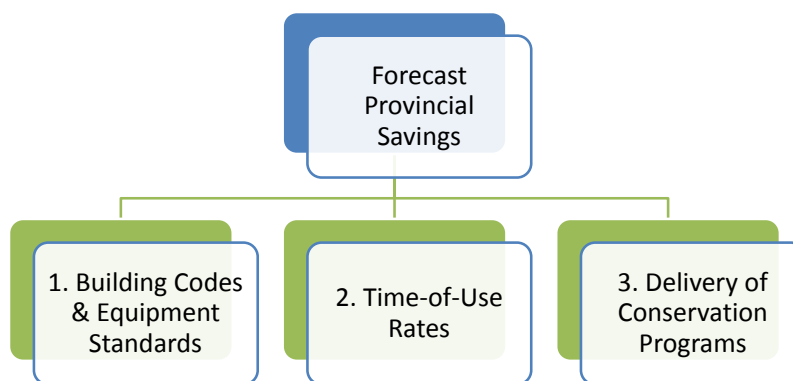 Forecast
Provincial
Savings
1. Building Codes
& Equipment
Standards
2. Time-of-Use
Rates
3. Delivery of
Conservation
Programs